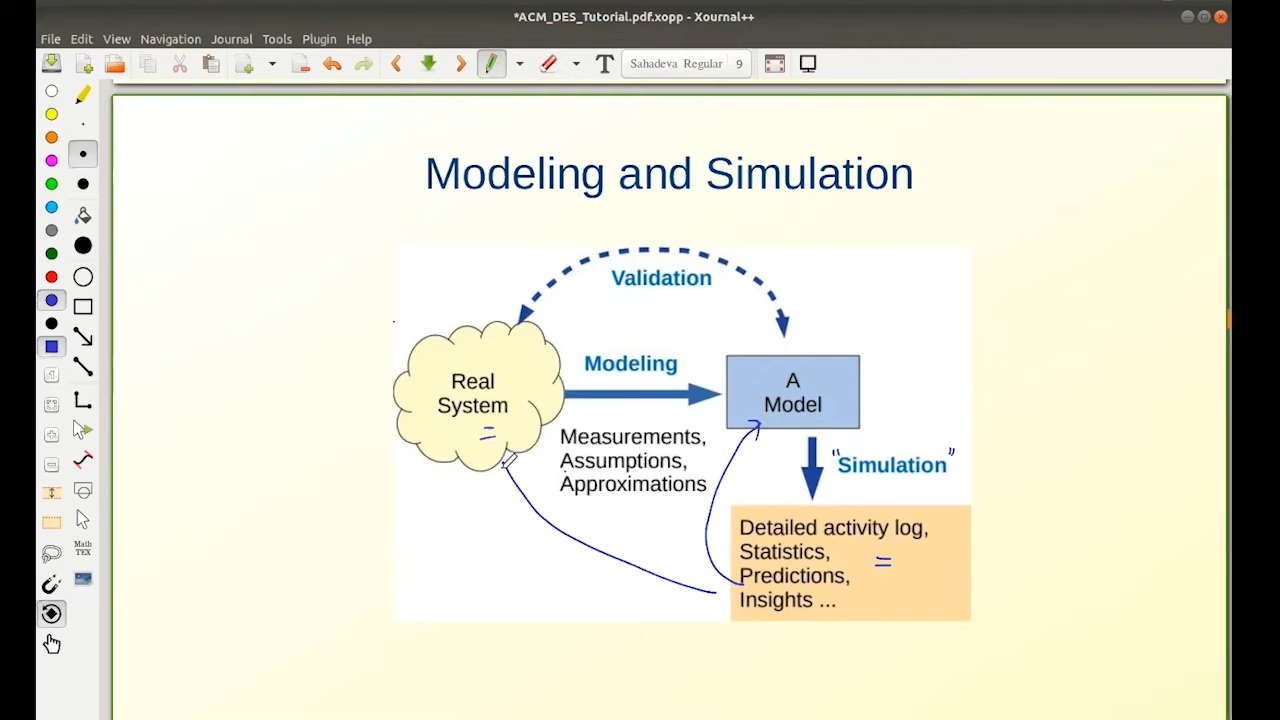 *ACM_DES_Tutorial.pdf.xopp - Xournal++
File Edit View Navigation Journal Tools Plugin Help
Sahadeva Regular 9
Modeling and Simulation
Validation
Real
System
Modeling
A
Model
Measurements,
Assumptions,
Approximations
"Simulation"
Detailed activity log,
Statistics,
Predictions,
Insights ...
Math
TEX